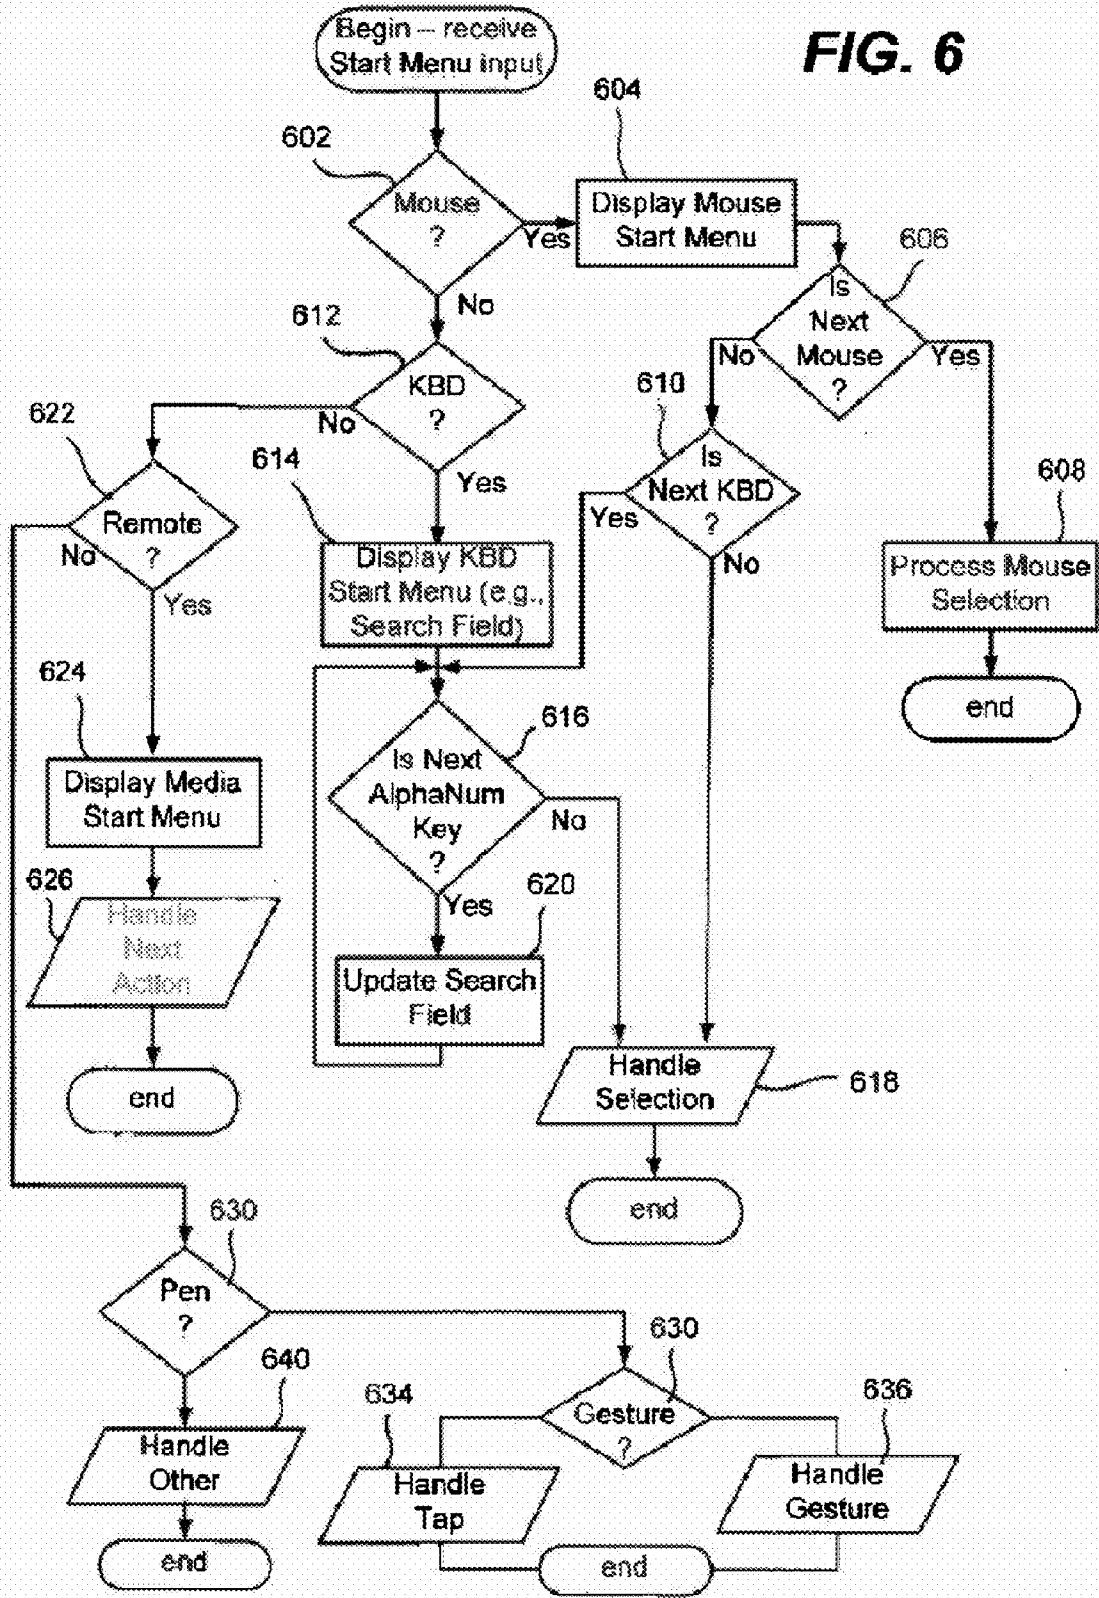 Begin – receive
Start Menu input
FIG. 6
604
602
Mouse
?
Yes
Display Mouse
Start Menu
606
No
612
Is
Next
Mouse
?
No
Yes
KBD
?
No
610
622
614
Yes
Is
Next KBD
?
Yes
No
608
Remote
?
No
Yes
Display KBD
Start Menu (e.g.,
Search Field)
Process Mouse
Selection
end
624
616
Is Next
AlphaNum
Key
?
No
Display Media
Start Menu
626
Yes
620
Handle
Next
Action
Update Search
Field
end
Handle
Selection
618
end
630
Pen
?
630
640
634
Gesture
?
636
Handle
Other
Handle
Tap
Handle
Gesture
end
end